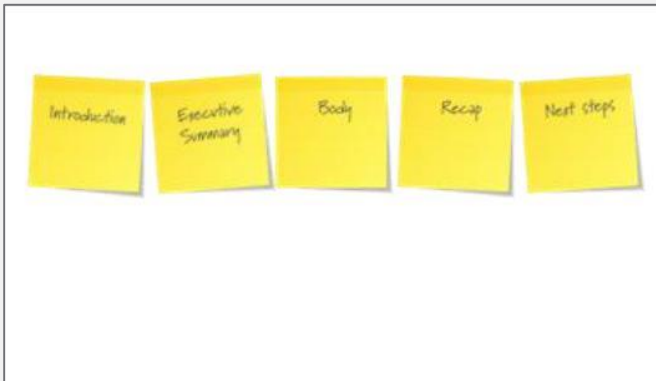 Introduction
Executive
Summary
Body
Recap
Next steps